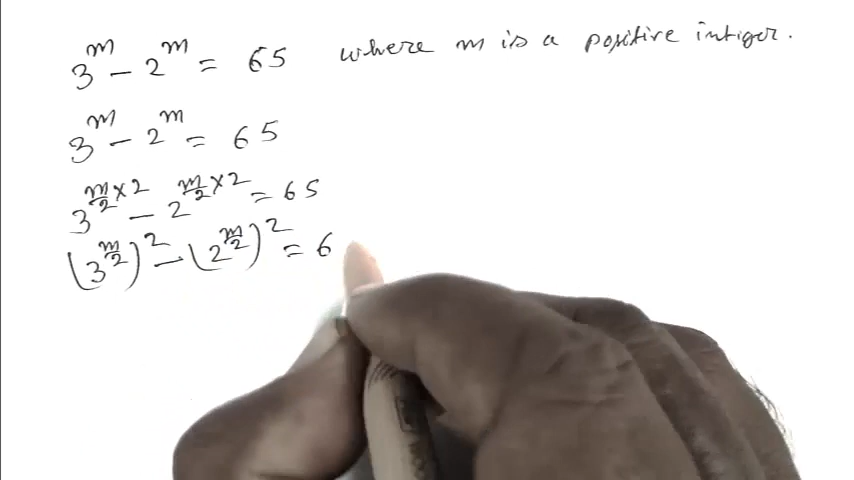 3^m - 2^m = 65 where m is a positive intiger.
3^m - 2^m = 65
3^(m/2 × 2) - 2^(m/2 × 2) = 65
(3^(m/2))^2 - (2^(m/2))^2 = 6